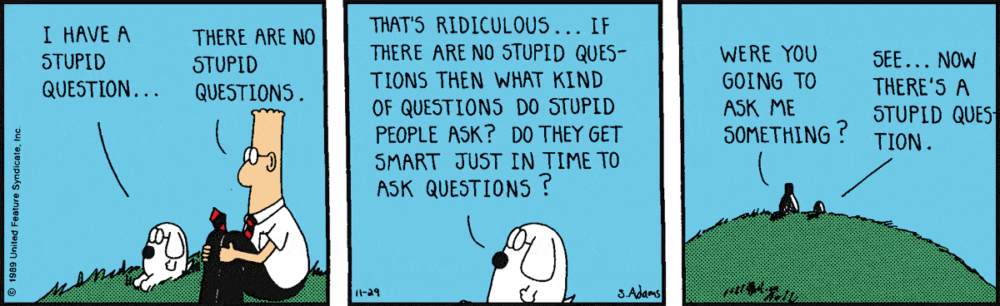 I HAVE A
STUPID
QUESTION...
THERE ARE NO
STUPID
QUESTIONS.
© 1989 United Feature Syndicate, Inc.
THAT'S RIDICULOUS... IF
THERE ARE NO STUPID QUES-
TIONS THEN WHAT KIND
OF QUESTIONS DO STUPID
PEOPLE ASK? DO THEY GET
SMART JUST IN TIME TO
ASK QUESTIONS?
11-29
S.Adams
WERE YOU
GOING TO
ASK ME
SOMETHING?
SEE... NOW
THERE'S A
STUPID QUES-
TION.